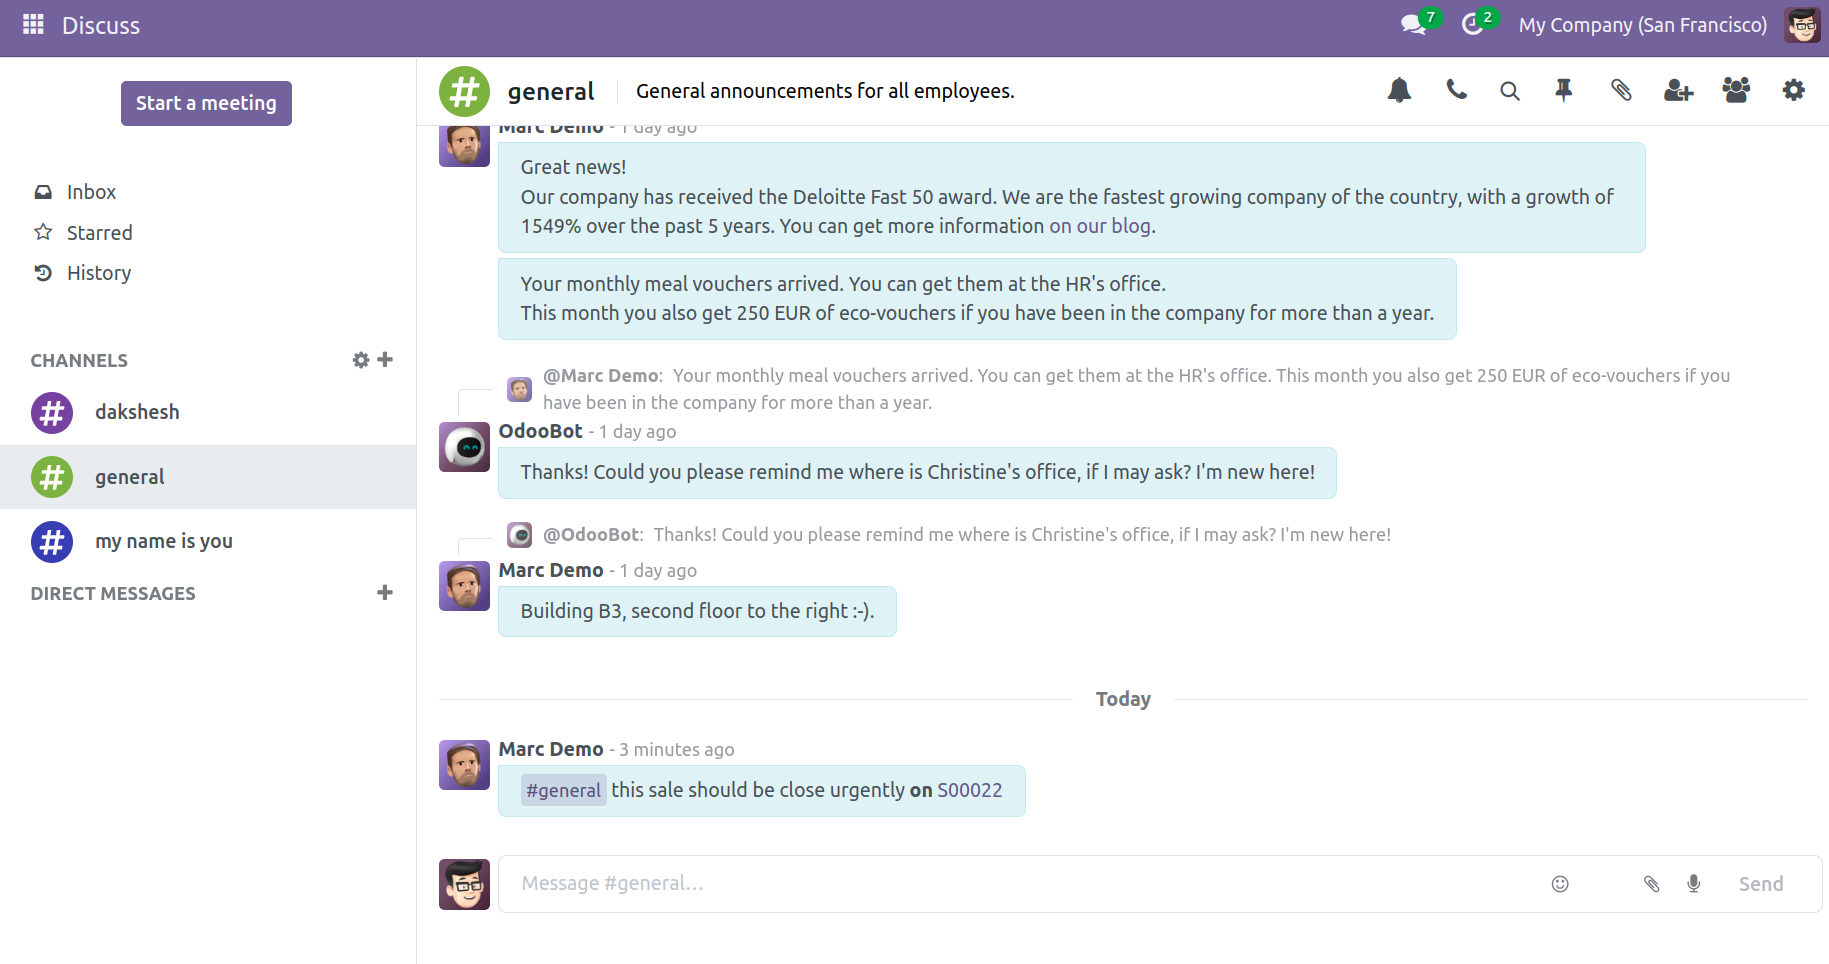 Discuss
7
2
My Company (San Francisco)
Start a meeting
Inbox
Starred
History
CHANNELS
dakshesh
general
my name is you
DIRECT MESSAGES
general
General announcements for all employees.
Marc Demo - 1 day ago
Great news!
Our company has received the Deloitte Fast 50 award. We are the fastest growing company of the country, with a growth of
1549% over the past 5 years. You can get more information on our blog.
Your monthly meal vouchers arrived. You can get them at the HR's office.
This month you also get 250 EUR of eco-vouchers if you have been in the company for more than a year.
@Marc Demo: Your monthly meal vouchers arrived. You can get them at the HR's office. This month you also get 250 EUR of eco-vouchers if you
have been in the company for more than a year.
OdooBot - 1 day ago
Thanks! Could you please remind me where is Christine's office, if I may ask? I'm new here!
@OdooBot: Thanks! Could you please remind me where is Christine's office, if I may ask? I'm new here!
Marc Demo - 1 day ago
Building B3, second floor to the right :-).
Today
Marc Demo - 3 minutes ago
#general this sale should be close urgently on S00022
Message #general…
Send